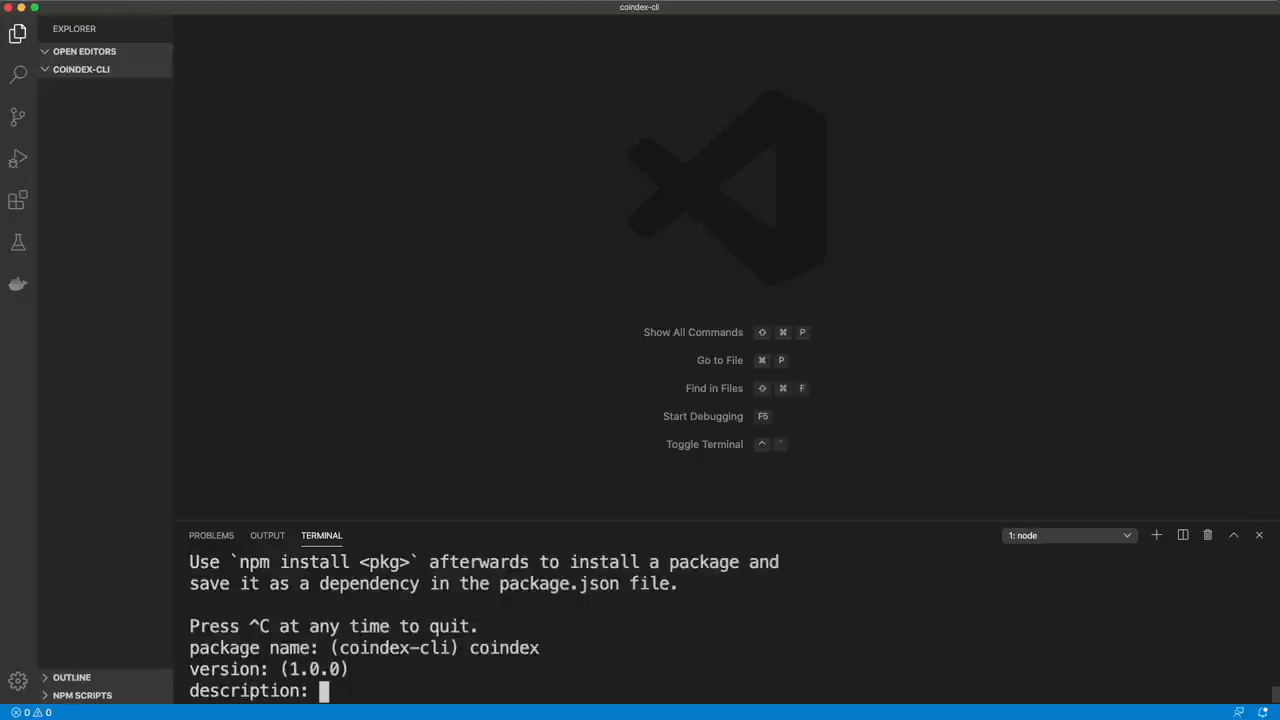 coindex-cli
EXPLORER
OPEN EDITORS
COINDEX-CLI
Show All Commands ⇧ ⌘ P
Go to File ⌘ P
Find in Files ⇧ ⌘ F
Start Debugging F5
Toggle Terminal ^ `
PROBLEMS OUTPUT TERMINAL 1: node
Use `npm install <pkg>` afterwards to install a package and
save it as a dependency in the package.json file.
Press ^C at any time to quit.
package name: (coindex-cli) coindex
version: (1.0.0)
description:
OUTLINE
NPM SCRIPTS
0 0